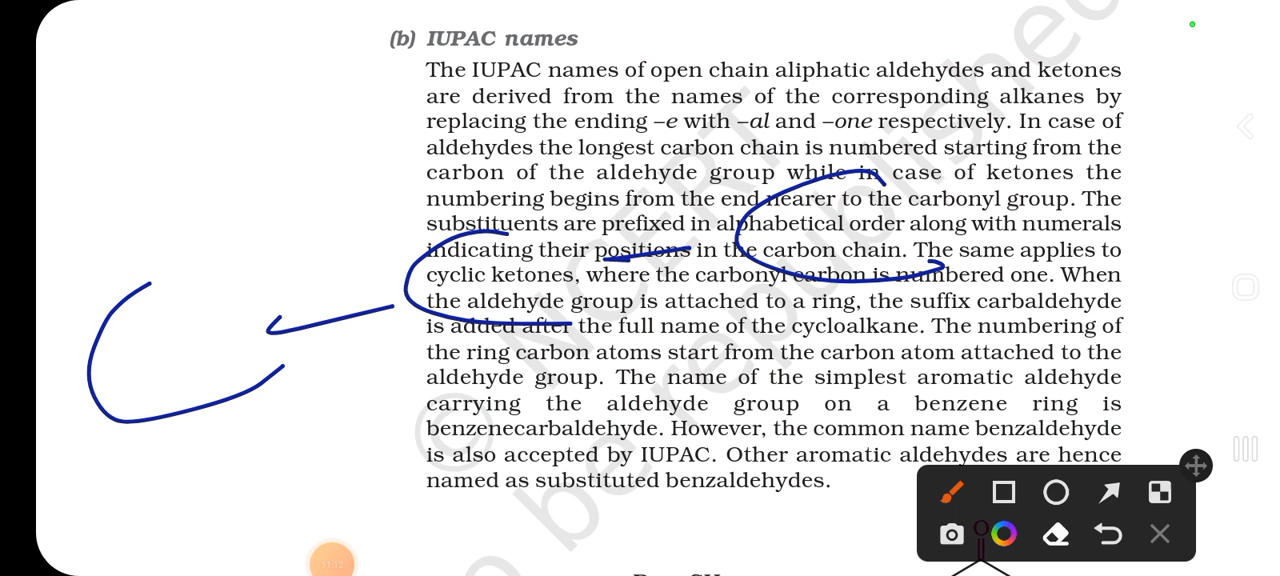 (b) IUPAC names
The IUPAC names of open chain aliphatic aldehydes and ketones
are derived from the names of the corresponding alkanes by
replacing the ending –e with –al and –one respectively. In case of
aldehydes the longest carbon chain is numbered starting from the
carbon of the aldehyde group while in case of ketones the
numbering begins from the end nearer to the carbonyl group. The
substituents are prefixed in alphabetical order along with numerals
indicating their positions in the carbon chain. The same applies to
cyclic ketones, where the carbonyl carbon is numbered one. When
the aldehyde group is attached to a ring, the suffix carbaldehyde
is added after the full name of the cycloalkane. The numbering of
the ring carbon atoms start from the carbon atom attached to the
aldehyde group. The name of the simplest aromatic aldehyde
carrying the aldehyde group on a benzene ring is
benzenecarbaldehyde. However, the common name benzaldehyde
is also accepted by IUPAC. Other aromatic aldehydes are hence
named as substituted benzaldehydes.
© NCERT
be republished
O